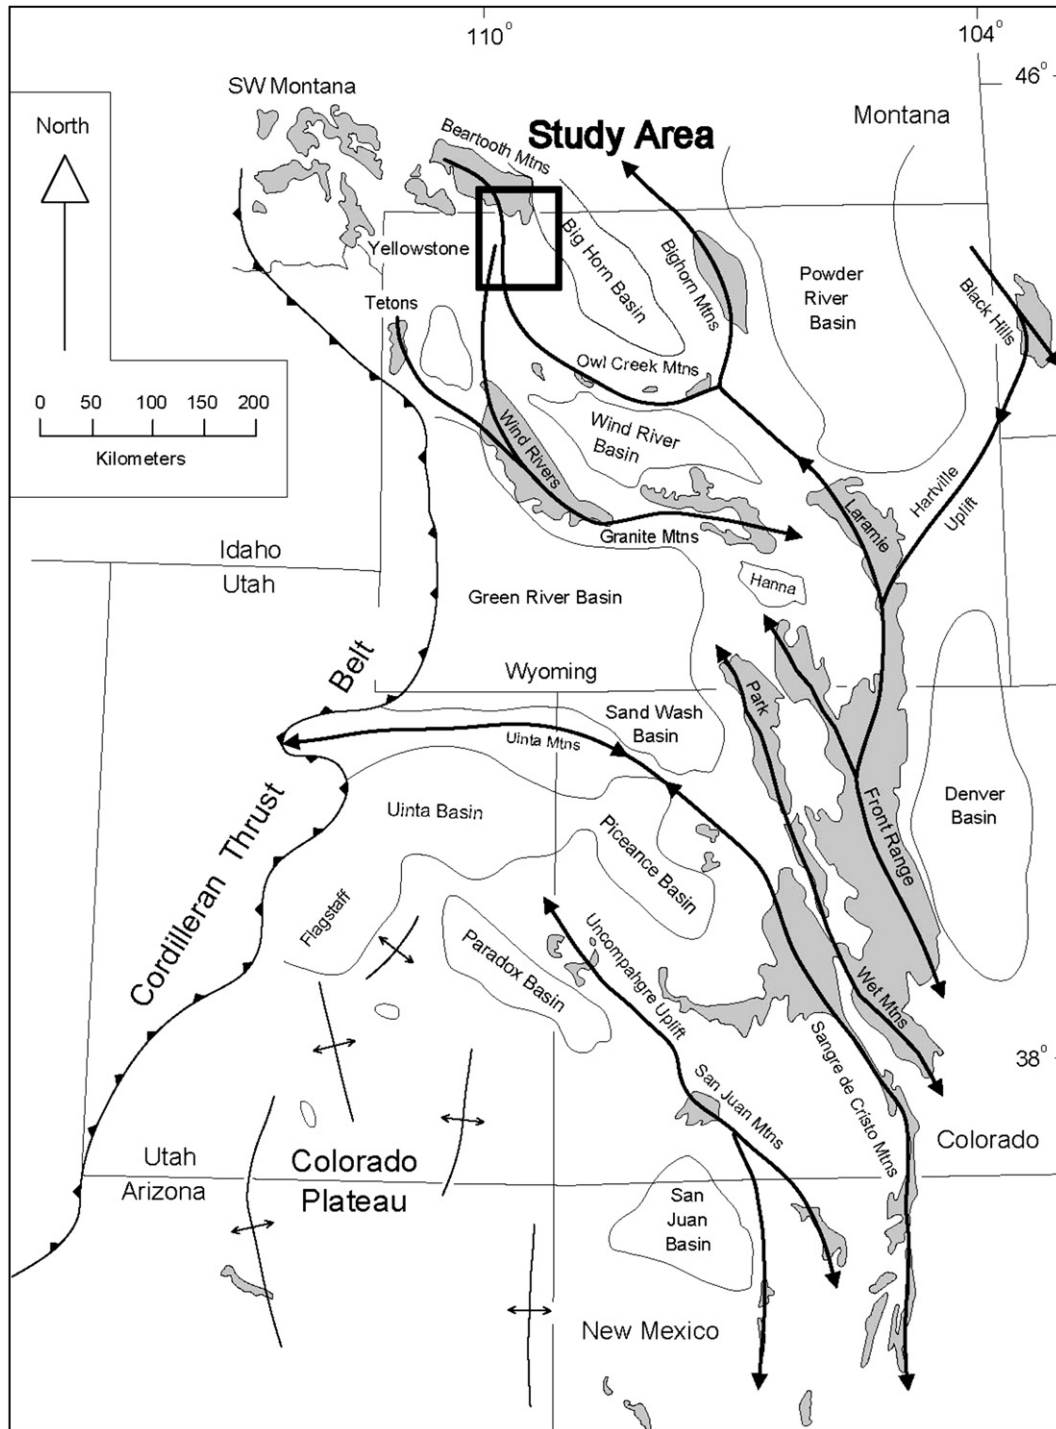 110°
104°
46°
SW Montana
North
Beartooth Mtns
Study Area
Montana
Yellowstone
Big Horn Basin
Bighorn Mtns
Powder
River
Basin
Black Hills
Tetons
Owl Creek Mtns
0 50 100 150 200
Kilometers
Wind Rivers
Wind River
Basin
Laramie
Hartville
Uplift
Granite Mtns
Idaho
Utah
Hanna
Green River Basin
Wyoming
Park
Sand Wash
Basin
Uinta Mtns
Cordilleran Thrust Belt
Uinta Basin
Piceance Basin
Front Range
Denver
Basin
Flagstaff
Paradox Basin
Uncompahgre Uplift
Wet Mtns
Sangre de Cristo Mtns
38°
San Juan Mtns
Colorado
Utah
Arizona
Colorado
Plateau
San
Juan
Basin
New Mexico